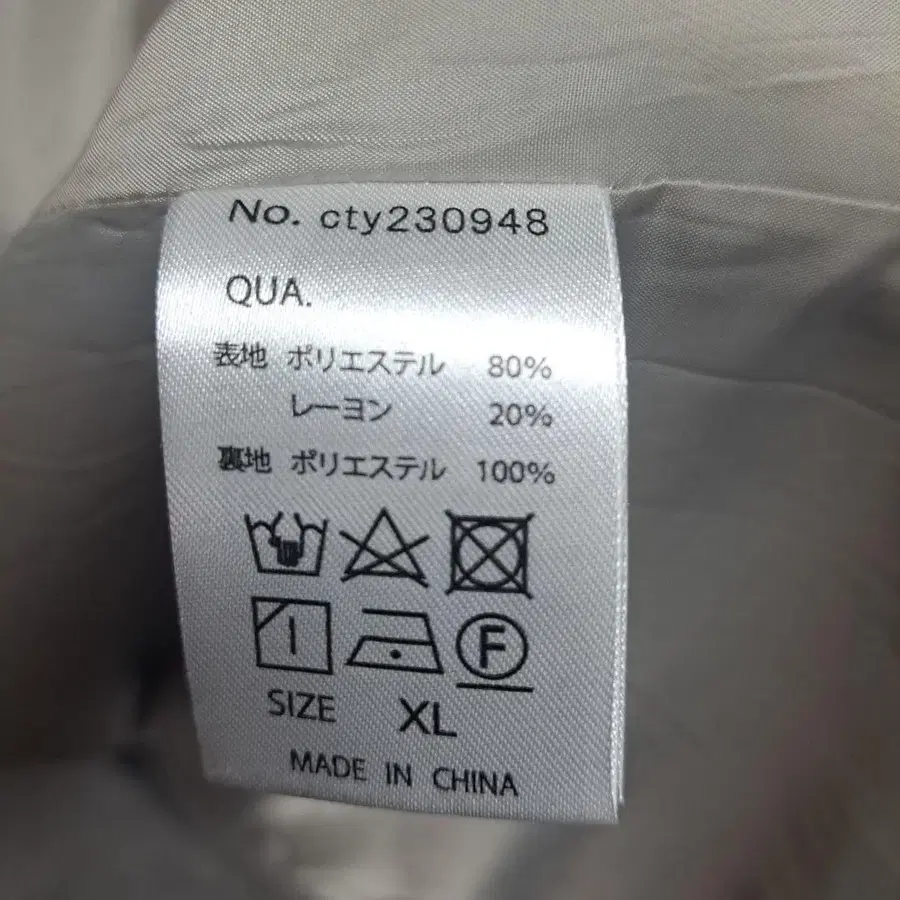 No. cty230948
QUA.
表地 ポリエステル 80%
レーヨン 20%
裏地 ポリエステル 100%
F
SIZE XL
MADE IN CHINA